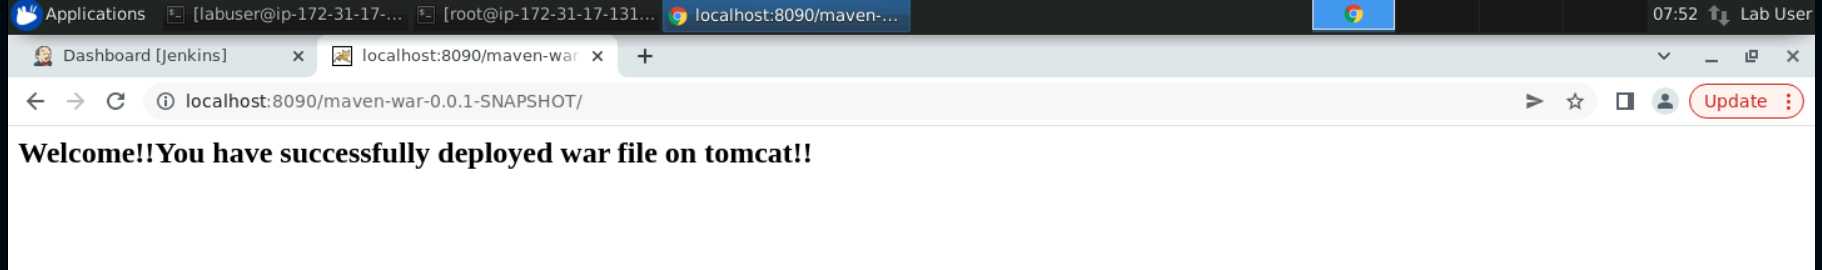 Applications [labuser@ip-172-31-17-... [root@ip-172-31-17-131... localhost:8090/maven-... 07:52 Lab User
Dashboard [Jenkins] localhost:8090/maven-war
localhost:8090/maven-war-0.0.1-SNAPSHOT/ Update
Welcome!!You have successfully deployed war file on tomcat!!